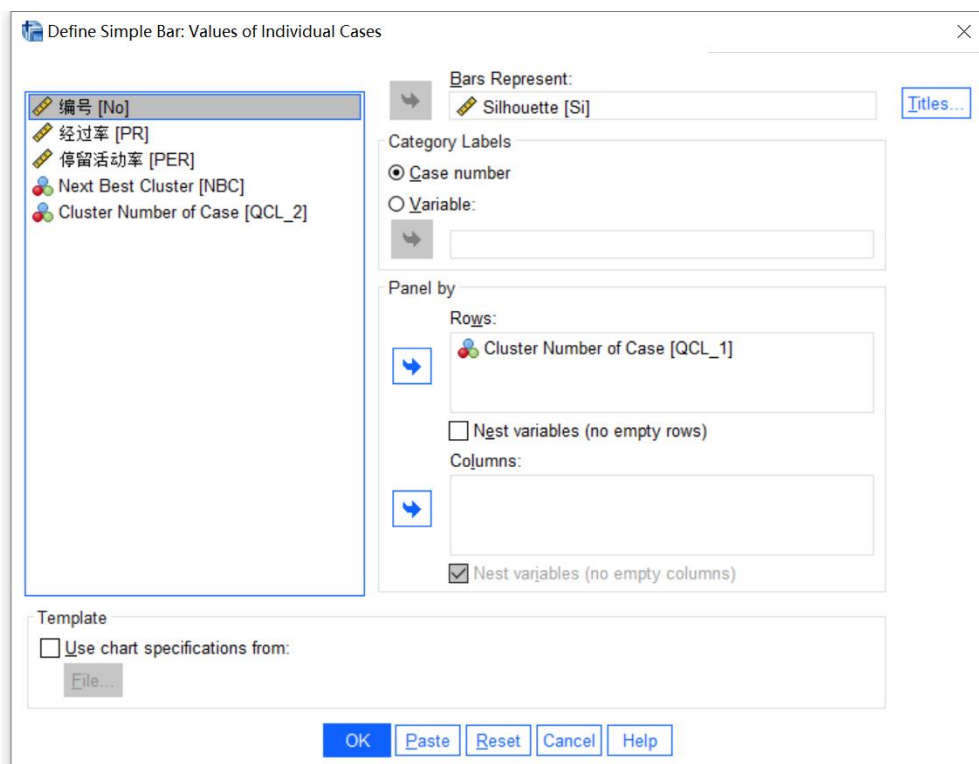 Define Simple Bar: Values of Individual Cases
编号 [No]
经过率 [PR]
停留活动率 [PER]
Next Best Cluster [NBC]
Cluster Number of Case [QCL_2]
Bars Represent:
Silhouette [Si]
Titles...
Category Labels
Case number
Variable:
Panel by
Rows:
Cluster Number of Case [QCL_1]
Nest variables (no empty rows)
Columns:
Nest variables (no empty columns)
Template
Use chart specifications from:
File...
OK
Paste
Reset
Cancel
Help